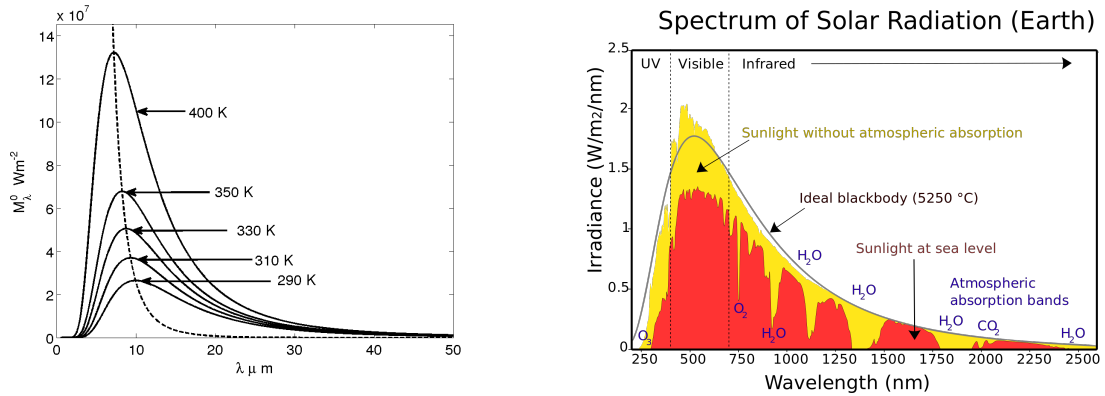 x 10⁷
14
12
10
8
6
4
2
0
M⁰λ Wm-2
400 K
350 K
330 K
310 K
290 K
0
10
20
30
40
50
λ μ m
Spectrum of Solar Radiation (Earth)
Irradiance (W/m2/nm)
2.5
2
1.5
1
0.5
0
UV
Visible
Infrared
Sunlight without atmospheric absorption
Ideal blackbody (5250 °C)
Sunlight at sea level
H₂O
H₂O
Atmospheric
absorption bands
O₃
O₂
H₂O
H₂O
CO₂
H₂O
250
500
750
1000
1250
1500
1750
2000
2250
2500
Wavelength (nm)